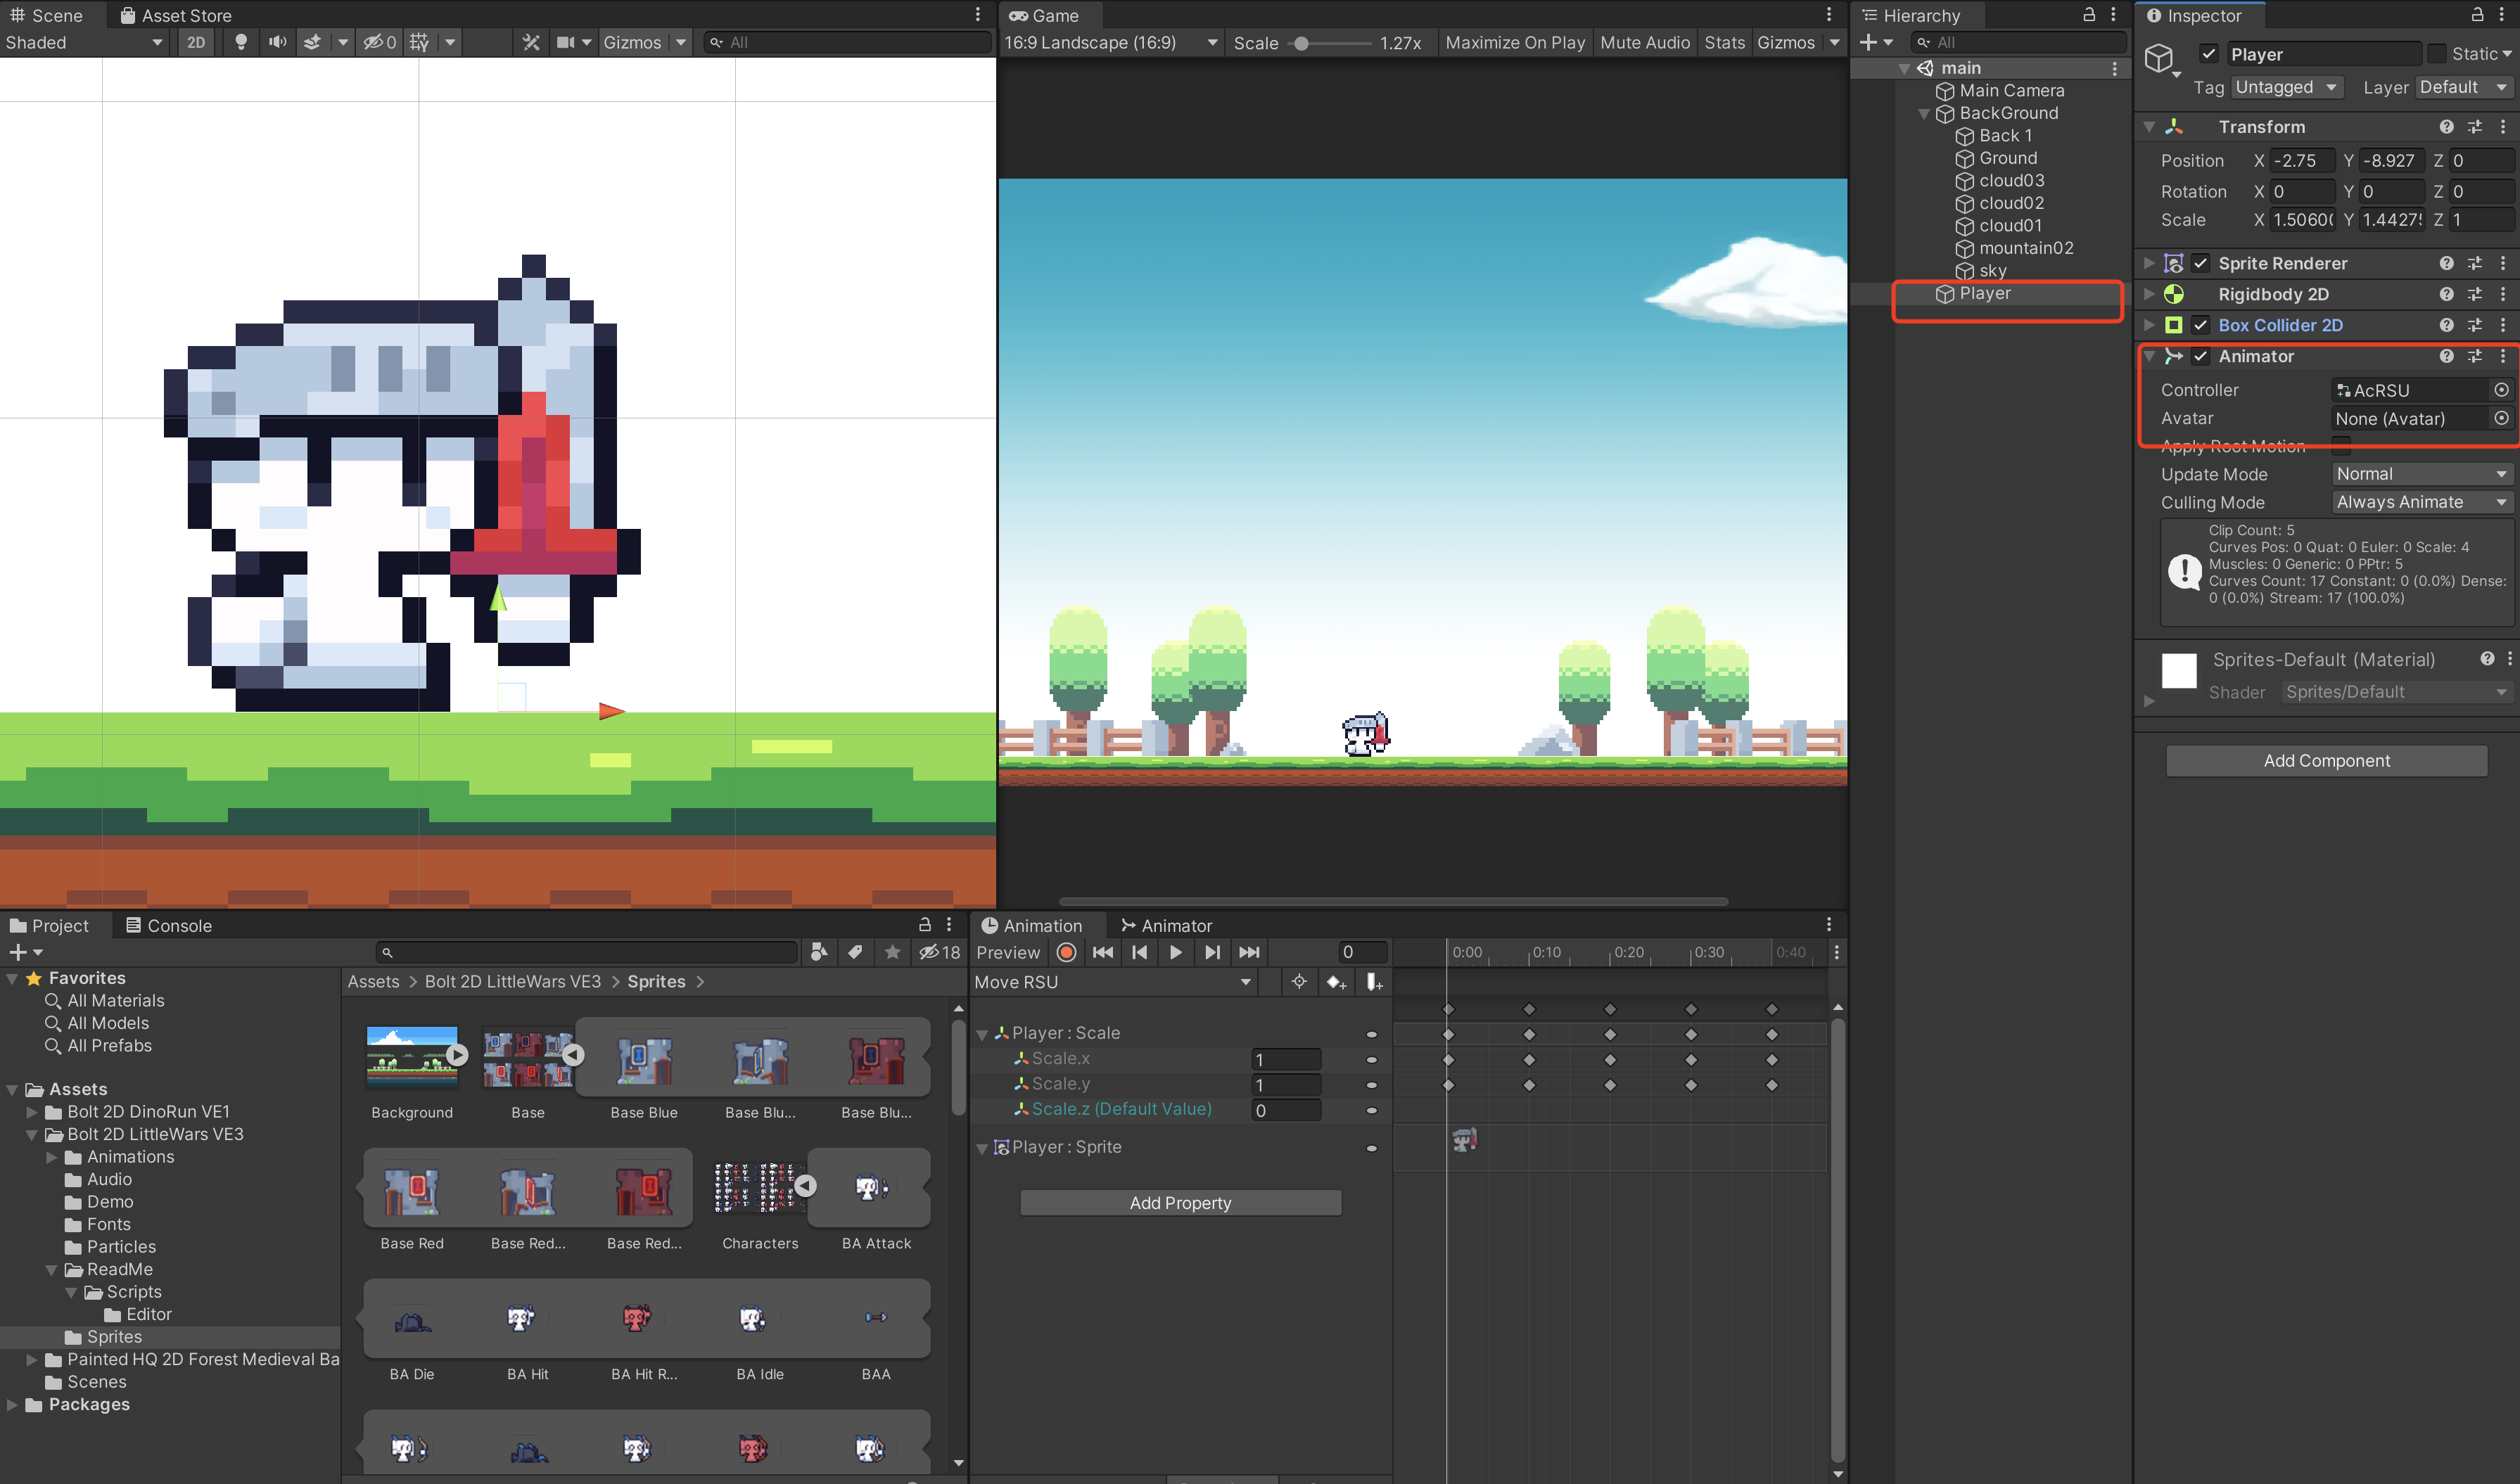 Scene
Asset Store
Shaded
2D
0
Gizmos
All
Game
16:9 Landscape (16:9)
Scale
1.27x
Maximize On Play
Mute Audio
Stats
Gizmos
Hierarchy
All
main
Main Camera
BackGround
Back 1
Ground
cloud03
cloud02
cloud01
mountain02
sky
Player
Inspector
Player
Static
Tag Untagged
Layer Default
Transform
Position X -2.75 Y -8.927 Z 0
Rotation X 0 Y 0 Z 0
Scale X 1.5060 Y 1.4427 Z 1
Sprite Renderer
Rigidbody 2D
Box Collider 2D
Animator
Controller AcRSU
Avatar None (Avatar)
Apply Root Motion
Update Mode Normal
Culling Mode Always Animate
Clip Count: 5
Curves Pos: 0 Quat: 0 Euler: 0 Scale: 4
Muscles: 0 Generic: 0 PPtr: 5
Curves Count: 17 Constant: 0 (0.0%) Dense:
0 (0.0%) Stream: 17 (100.0%)
Sprites-Default (Material)
Shader Sprites/Default
Add Component
Project
Console
18
Favorites
All Materials
All Models
All Prefabs
Assets
Bolt 2D DinoRun VE1
Bolt 2D LittleWars VE3
Animations
Audio
Demo
Fonts
Particles
ReadMe
Scripts
Editor
Sprites
Painted HQ 2D Forest Medieval Ba
Scenes
Packages
Assets > Bolt 2D LittleWars VE3 > Sprites >
Background
Base
Base Blue
Base Blu...
Base Blu...
Base Red
Base Red...
Base Red...
Characters
BA Attack
BA Die
BA Hit
BA Hit R...
BA Idle
BAA
Animation
Animator
Preview
0
0:00
0:10
0:20
0:30
0:40
Move RSU
Player : Scale
Scale.x 1
Scale.y 1
Scale.z (Default Value) 0
Player : Sprite
Add Property